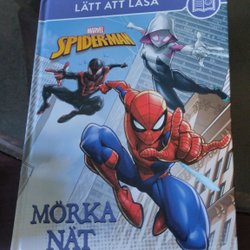 LÄTT ATT LÄSA
MARVEL
SPIDER-MAN
MÖRKA
NÄT